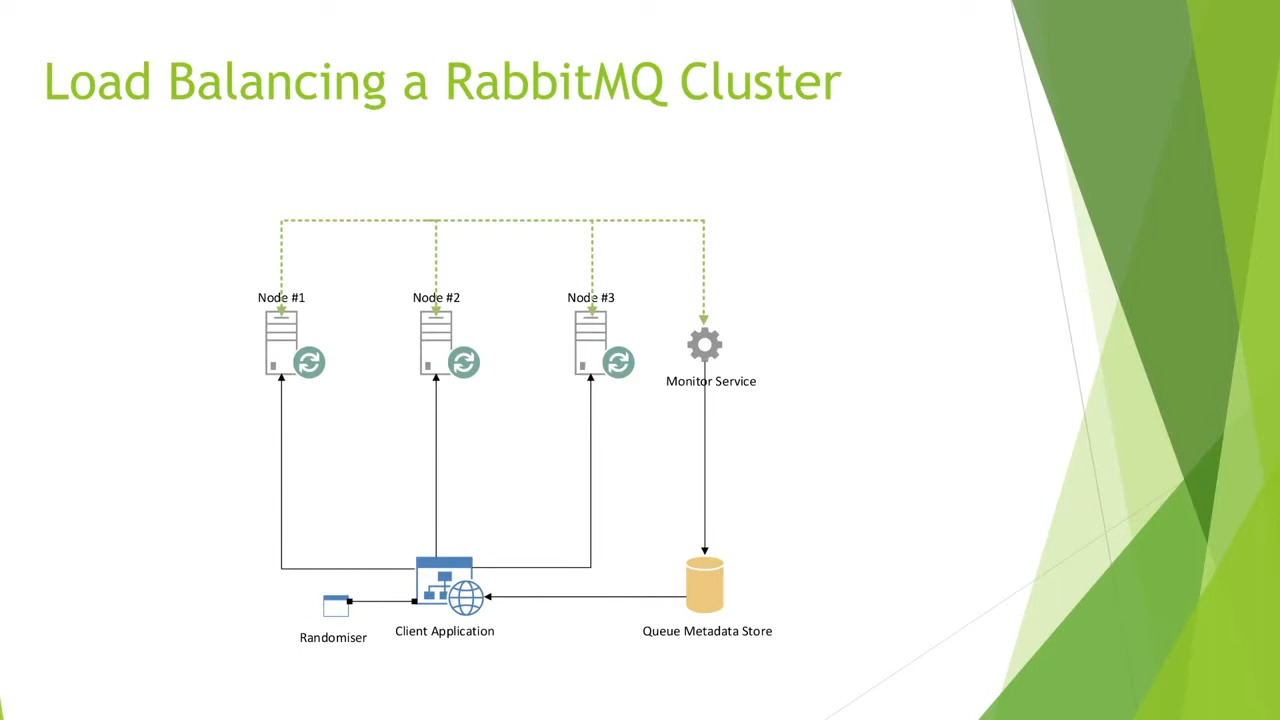 Load Balancing a RabbitMQ Cluster
Node #1
Node #2
Node #3
Monitor Service
Randomiser
Client Application
Queue Metadata Store